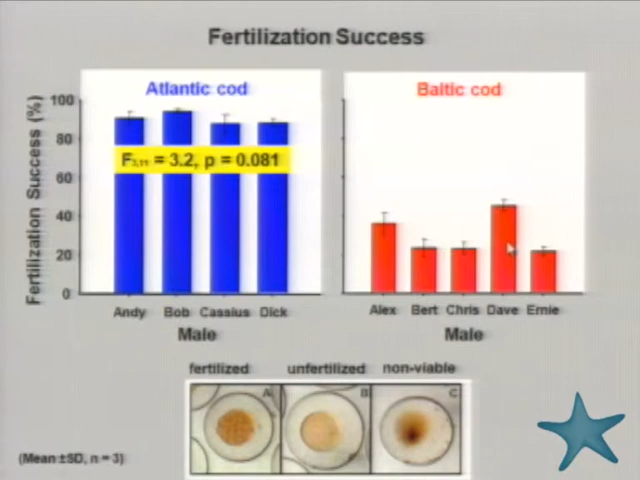 Fertilization Success
Atlantic cod
Baltic cod
Fertilization Success (%)
100
80
60
40
20
0
F3,11 = 3.2, p = 0.081
Andy Bob Cassius Dick
Alex Bert Chris Dave Ernie
Male
Male
fertilized unfertilized non-viable
A B C
(Mean ±SD, n = 3)